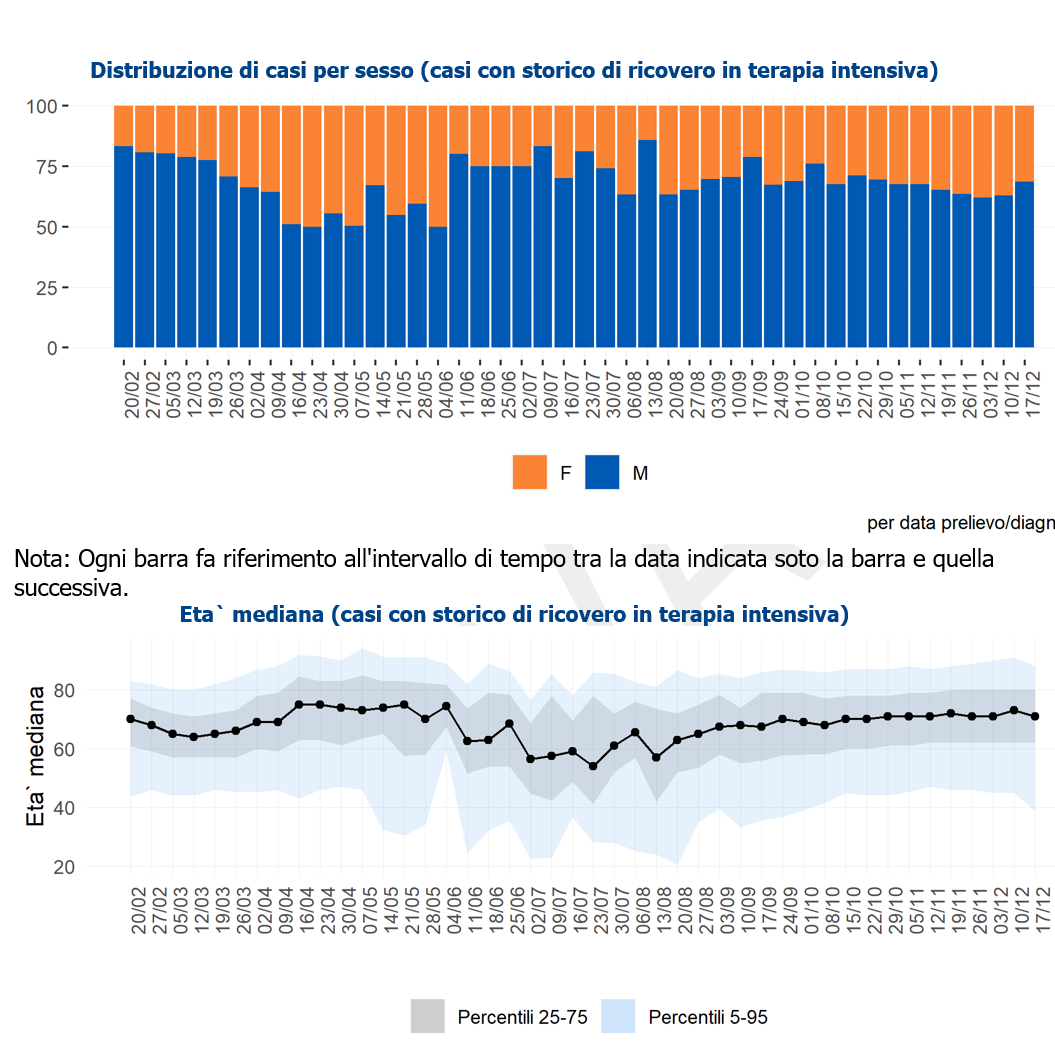 Distribuzione di casi per sesso (casi con storico di ricovero in terapia intensiva)
100
75
50
25
0
20/02 27/02 05/03 12/03 19/03 26/03 02/04 09/04 16/04 23/04 30/04 07/05 14/05 21/05 28/05 04/06 11/06 18/06 25/06 02/07 09/07 16/07 23/07 30/07 06/08 13/08 20/08 27/08 03/09 10/09 17/09 24/09 01/10 08/10 15/10 22/10 29/10 05/11 12/11 19/11 26/11 03/12 10/12 17/12
F M
per data prelievo/diagn
Nota: Ogni barra fa riferimento all'intervallo di tempo tra la data indicata soto la barra e quella
successiva.
Eta` mediana (casi con storico di ricovero in terapia intensiva)
Eta` mediana
80
60
40
20
20/02 27/02 05/03 12/03 19/03 26/03 02/04 09/04 16/04 23/04 30/04 07/05 14/05 21/05 28/05 04/06 11/06 18/06 25/06 02/07 09/07 16/07 23/07 30/07 06/08 13/08 20/08 27/08 03/09 10/09 17/09 24/09 01/10 08/10 15/10 22/10 29/10 05/11 12/11 19/11 26/11 03/12 10/12 17/12
Percentili 25-75 Percentili 5-95